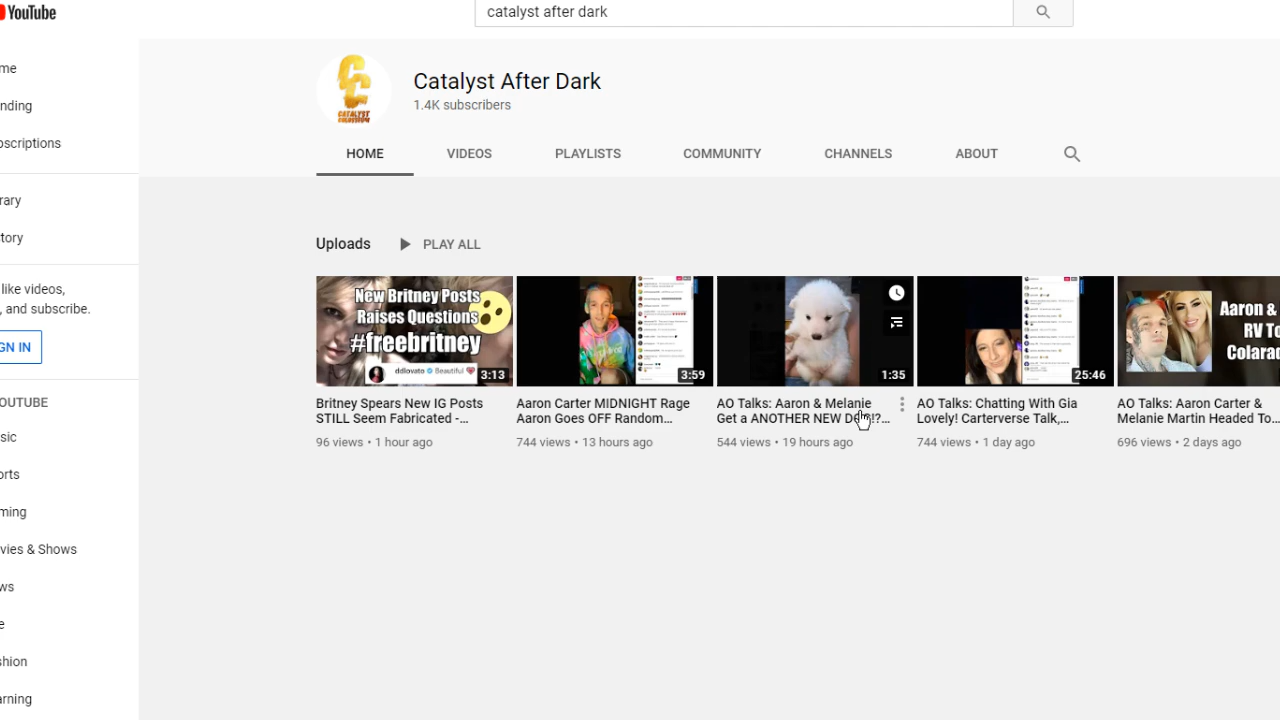 YouTube
catalyst after dark
me
Catalyst After Dark
nding
1.4K subscribers
bscriptions
HOME
VIDEOS
PLAYLISTS
COMMUNITY
CHANNELS
ABOUT
rary
tory
Uploads
PLAY ALL
like videos,
, and subscribe.
GN IN
OUTUBE
sic
orts
ming
vies & Shows
ws
e
shion
rning
New Britney Posts
Raises Questions
#freebritney
ddlovato Beautiful
3:13
Britney Spears New IG Posts
STILL Seem Fabricated -...
96 views • 1 hour ago
3:59
Aaron Carter MIDNIGHT Rage
Aaron Goes OFF Random...
744 views • 13 hours ago
1:35
AO Talks: Aaron & Melanie
Get a ANOTHER NEW !?...
544 views • 19 hours ago
25:46
AO Talks: Chatting With Gia
Lovely! Carterverse Talk,...
744 views • 1 day ago
Aaron &
RV To
Colara
AO Talks: Aaron Carter &
Melanie Martin Headed To...
696 views • 2 days ago